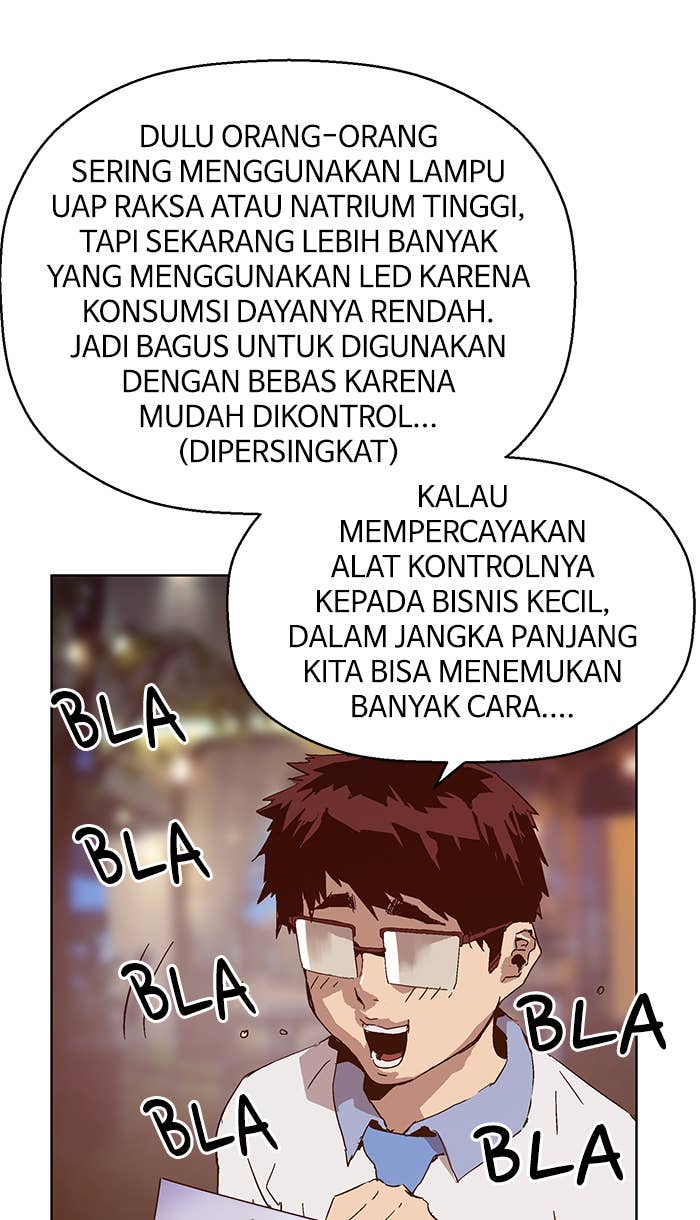 DULU ORANG-ORANG
SERING MENGGUNAKAN LAMPU
UAP RAKSA ATAU NATRIUM TINGGI,
TAPI SEKARANG LEBIH BANYAK
YANG MENGGUNAKAN LED KARENA
KONSUMSI DAYANYA RENDAH.
JADI BAGUS UNTUK DIGUNAKAN
DENGAN BEBAS KARENA
MUDAH DIKONTROL...
(DIPERSINGKAT)
KALAU
MEMPERCAYAKAN
ALAT KONTROLNYA
KEPADA BISNIS KECIL,
DALAM JANGKA PANJANG
KITA BISA MENEMUKAN
BANYAK CARA....
BLA
BLA
BLA
BLA
BLA
BLA